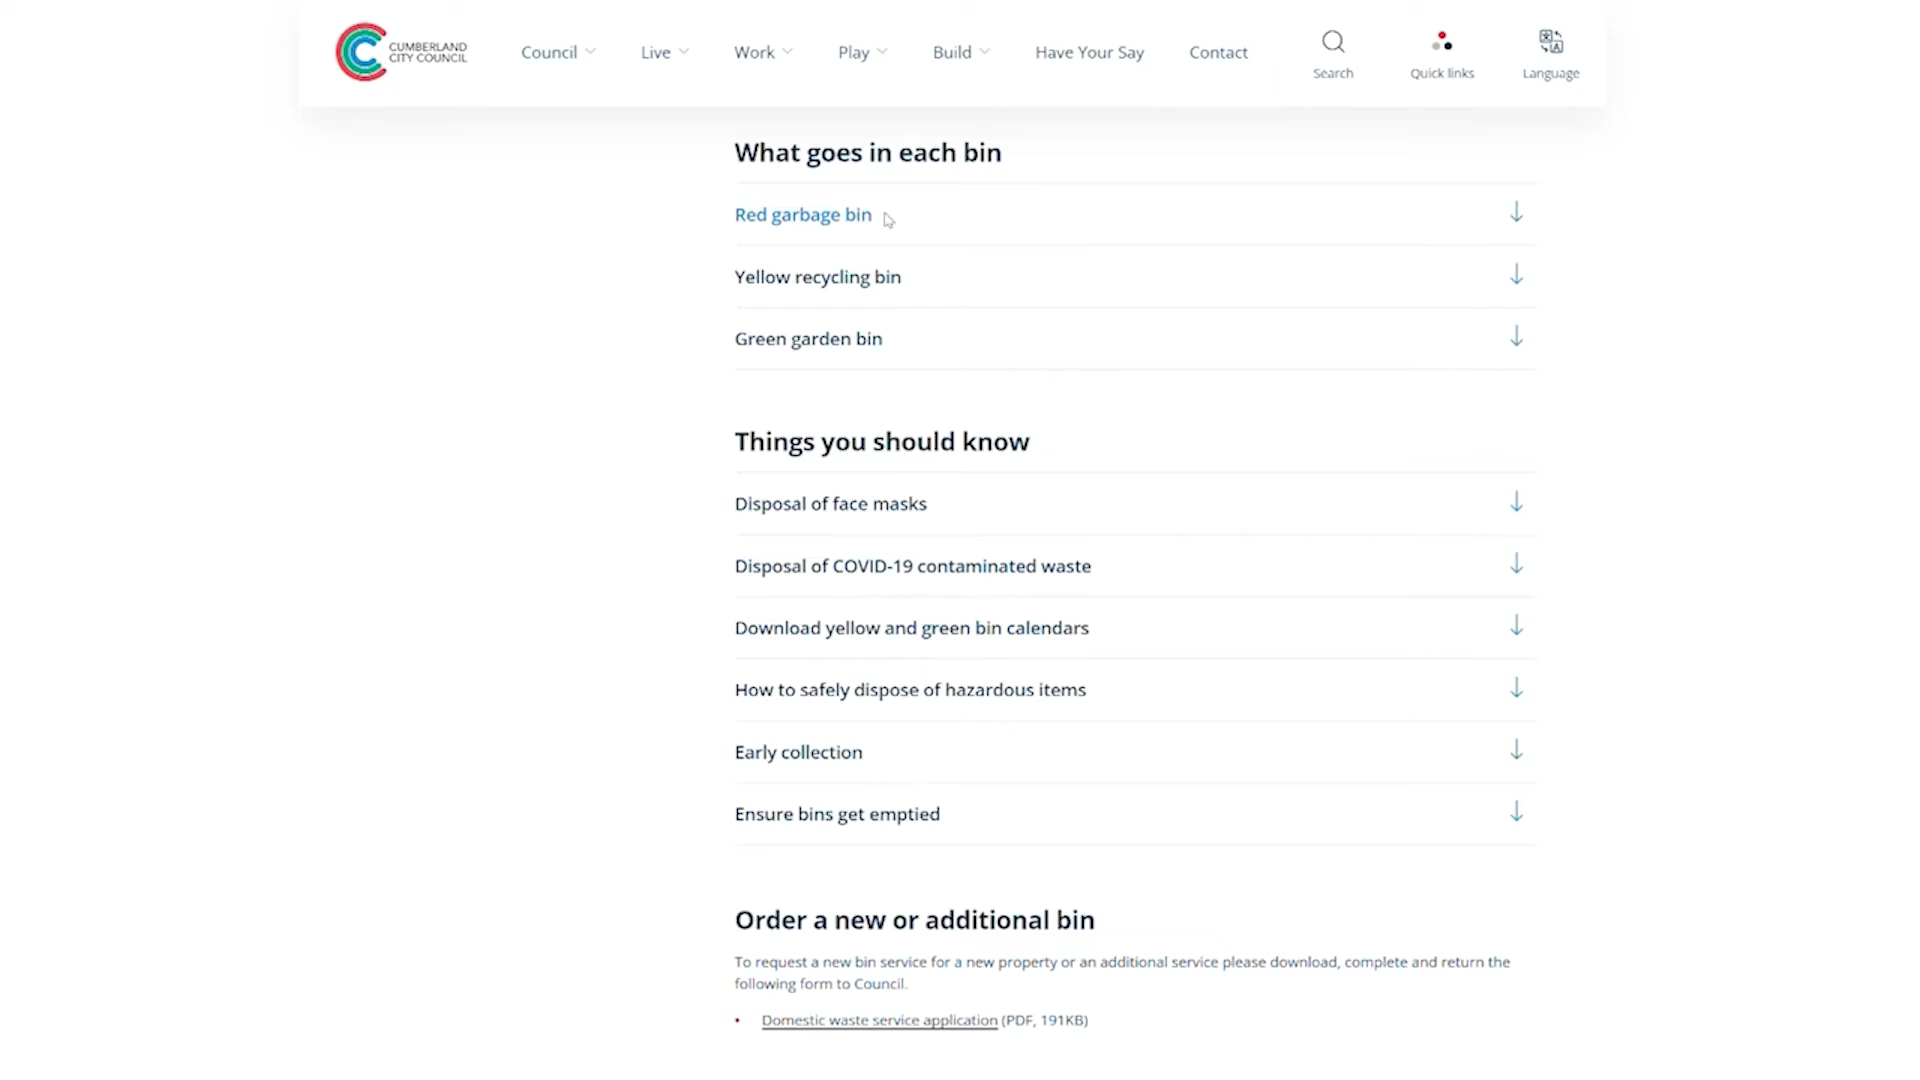 CUMBERLAND
CITY COUNCIL
Council
Live
Work
Play
Build
Have Your Say
Contact
Search
Quick links
Language
What goes in each bin
Red garbage bin
Yellow recycling bin
Green garden bin
Things you should know
Disposal of face masks
Disposal of COVID-19 contaminated waste
Download yellow and green bin calendars
How to safely dispose of hazardous items
Early collection
Ensure bins get emptied
Order a new or additional bin
To request a new bin service for a new property or an additional service please download, complete and return the
following form to Council.
• Domestic waste service application (PDF, 191KB)